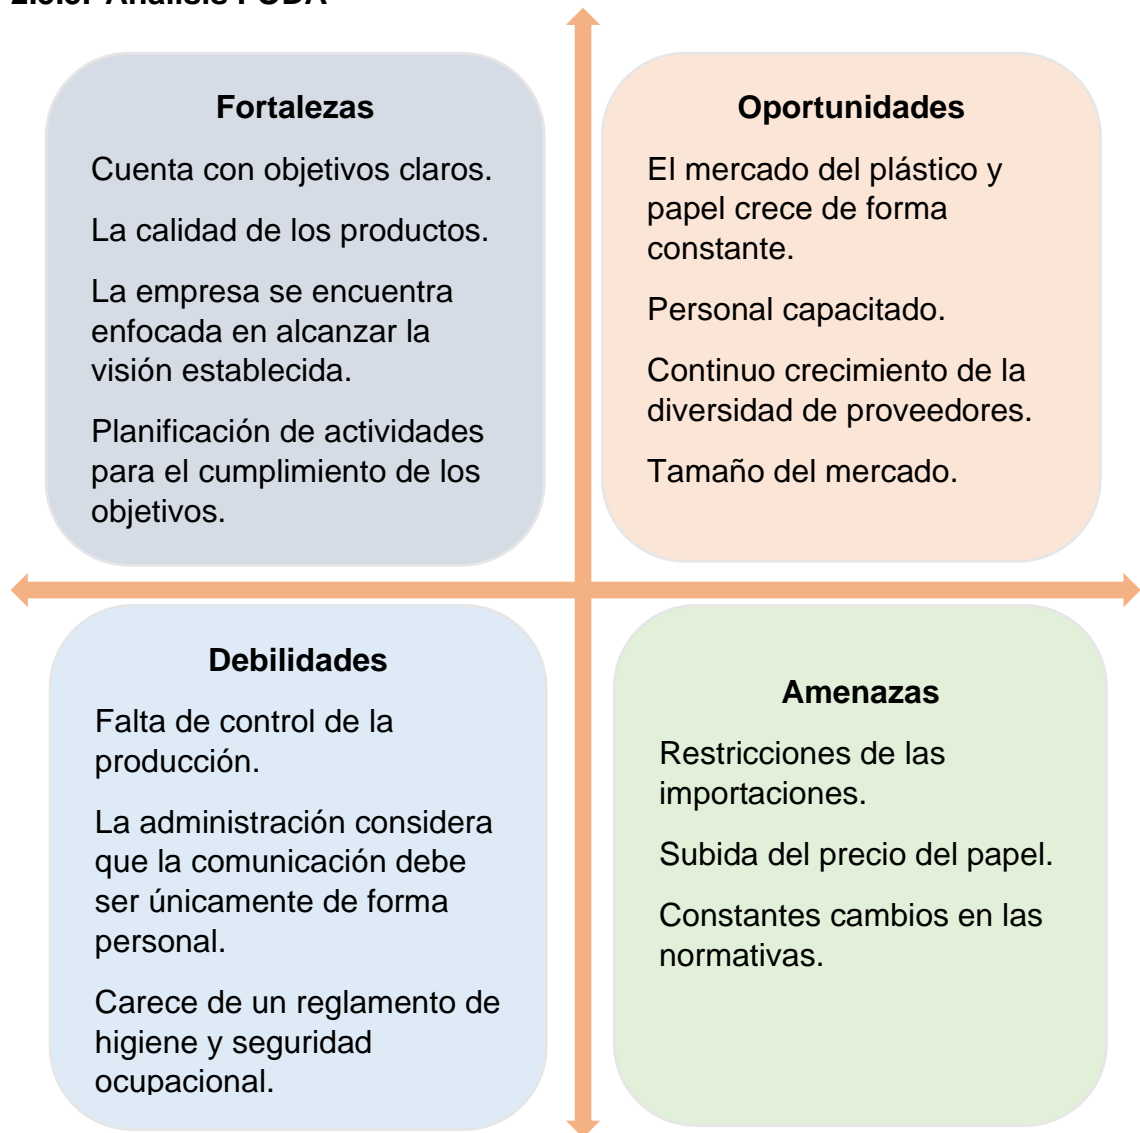 Análisis FODA
Fortalezas
Cuenta con objetivos claros.
La calidad de los productos.
La empresa se encuentra
enfocada en alcanzar la
visión establecida.
Planificación de actividades
para el cumplimiento de los
objetivos.
Oportunidades
El mercado del plástico y
papel crece de forma
constante.
Personal capacitado.
Continuo crecimiento de la
diversidad de proveedores.
Tamaño del mercado.
Debilidades
Falta de control de la
producción.
La administración considera
que la comunicación debe
ser únicamente de forma
personal.
Carece de un reglamento de
higiene y seguridad
ocupacional.
Amenazas
Restricciones de las
importaciones.
Subida del precio del papel.
Constantes cambios en las
normativas.